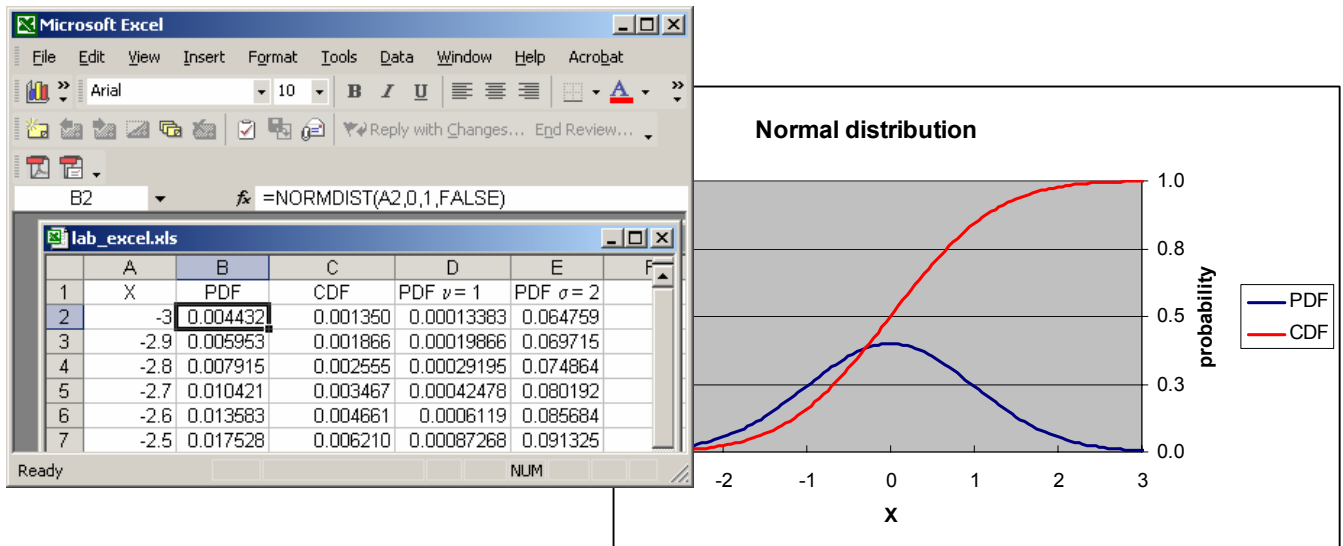 Microsoft Excel
File Edit View Insert Format Tools Data Window Help Acrobat
Arial 10 B I U A
Reply with Changes... End Review...
B2 fx =NORMDIST(A2,0,1,FALSE)
lab_excel.xls
A B C D E F
1 X PDF CDF PDF ν = 1 PDF σ = 2
2 -3 0.004432 0.001350 0.00013383 0.064759
3 -2.9 0.005953 0.001866 0.00019866 0.069715
4 -2.8 0.007915 0.002555 0.00029195 0.074864
5 -2.7 0.010421 0.003467 0.00042478 0.080192
6 -2.6 0.013583 0.004661 0.0006119 0.085684
7 -2.5 0.017528 0.006210 0.00087268 0.091325
Ready NUM
Normal distribution
1.0
0.8
0.5
0.3
0.0
probability
-2 -1 0 1 2 3
X
PDF
CDF